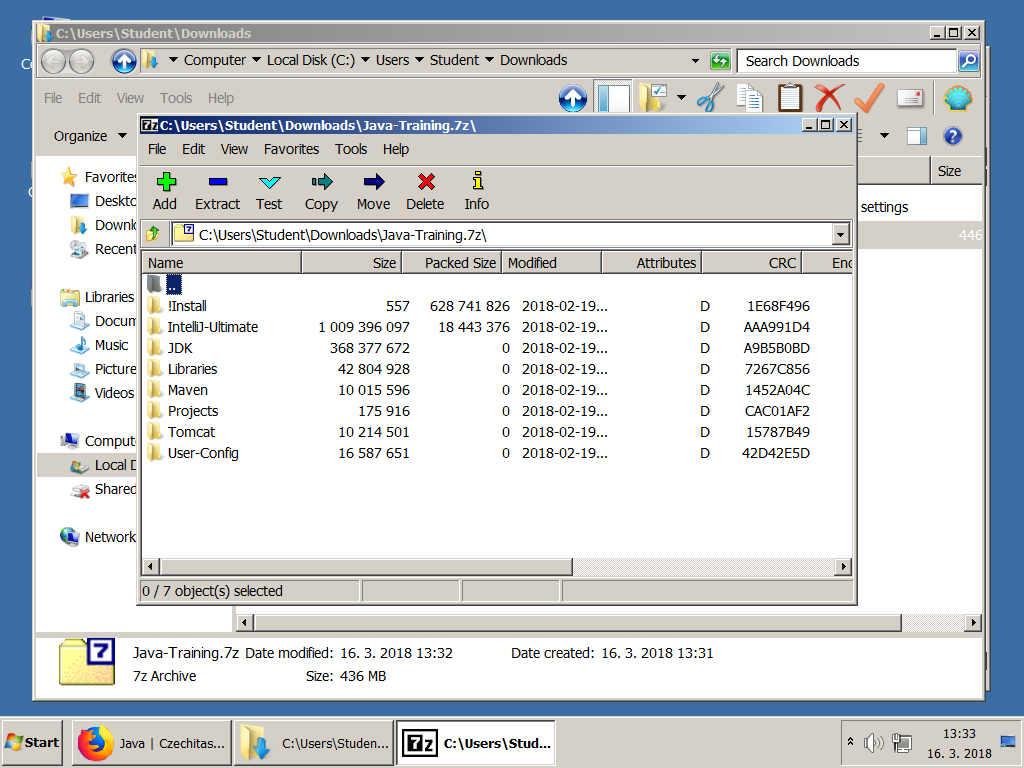 C:\Users\Student\Downloads
Computer Local Disk (C:) Users Student Downloads
Search Downloads
File Edit View Tools Help
Organize
Size
settings
446
Favorites
Desktc
Downl
Recent
Libraries
Docum
Music
Picture
Videos
Comput
Local D
Shared
Network
7z C:\Users\Student\Downloads\Java-Training.7z\
File Edit View Favorites Tools Help
Add Extract Test Copy Move Delete Info
C:\Users\Student\Downloads\Java-Training.7z\
Name Size Packed Size Modified Attributes CRC Enc
..
!Install 557 628 741 826 2018-02-19... D 1E68F496
IntelliJ-Ultimate 1 009 396 097 18 443 376 2018-02-19... D AAA991D4
JDK 368 377 672 0 2018-02-19... D A9B5B0BD
Libraries 42 804 928 0 2018-02-19... D 7267C856
Maven 10 015 596 0 2018-02-19... D 1452A04C
Projects 175 916 0 2018-02-19... D CAC01AF2
Tomcat 10 214 501 0 2018-02-19... D 15787B49
User-Config 16 587 651 0 2018-02-19... D 42D42E5D
0 / 7 object(s) selected
7
Java-Training.7z Date modified: 16. 3. 2018 13:32 Date created: 16. 3. 2018 13:31
7z Archive Size: 436 MB
Start
Java | Czechitas...
C:\Users\Studen...
7z C:\Users\Stud...
13:33
16. 3. 2018